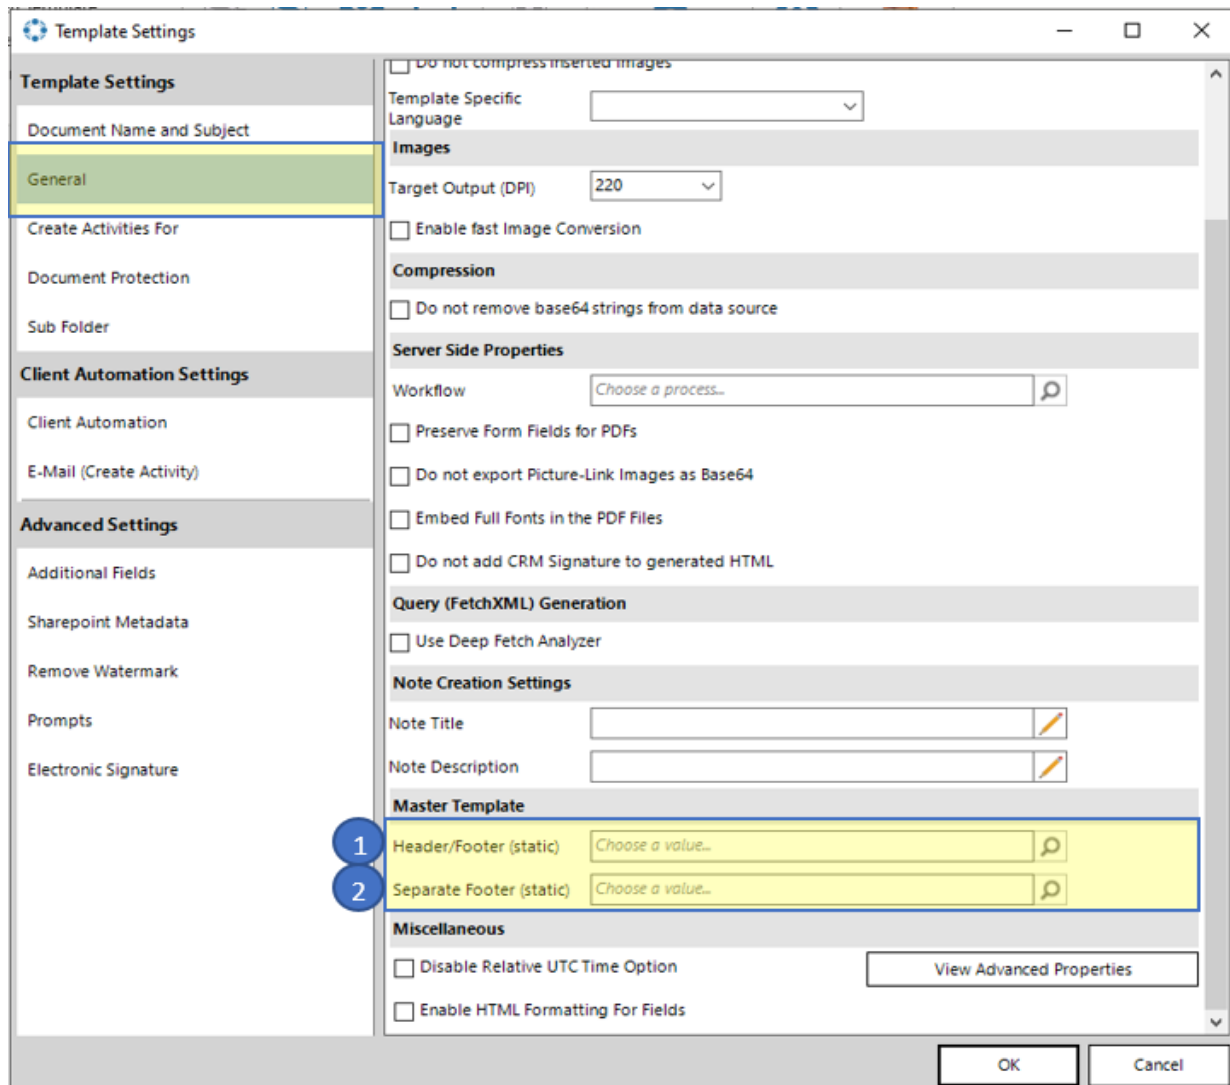 Template Settings
Template Settings
Document Name and Subject
General
Create Activities For
Document Protection
Sub Folder
Client Automation Settings
Client Automation
E-Mail (Create Activity)
Advanced Settings
Additional Fields
Sharepoint Metadata
Remove Watermark
Prompts
Electronic Signature
Do not compress inserted images
Template Specific
Language
Images
Target Output (DPI) 220
Enable fast Image Conversion
Compression
Do not remove base64 strings from data source
Server Side Properties
Workflow Choose a process...
Preserve Form Fields for PDFs
Do not export Picture-Link Images as Base64
Embed Full Fonts in the PDF Files
Do not add CRM Signature to generated HTML
Query (FetchXML) Generation
Use Deep Fetch Analyzer
Note Creation Settings
Note Title
Note Description
Master Template
1 Header/Footer (static) Choose a value...
2 Separate Footer (static) Choose a value...
Miscellaneous
Disable Relative UTC Time Option View Advanced Properties
Enable HTML Formatting For Fields
OK Cancel